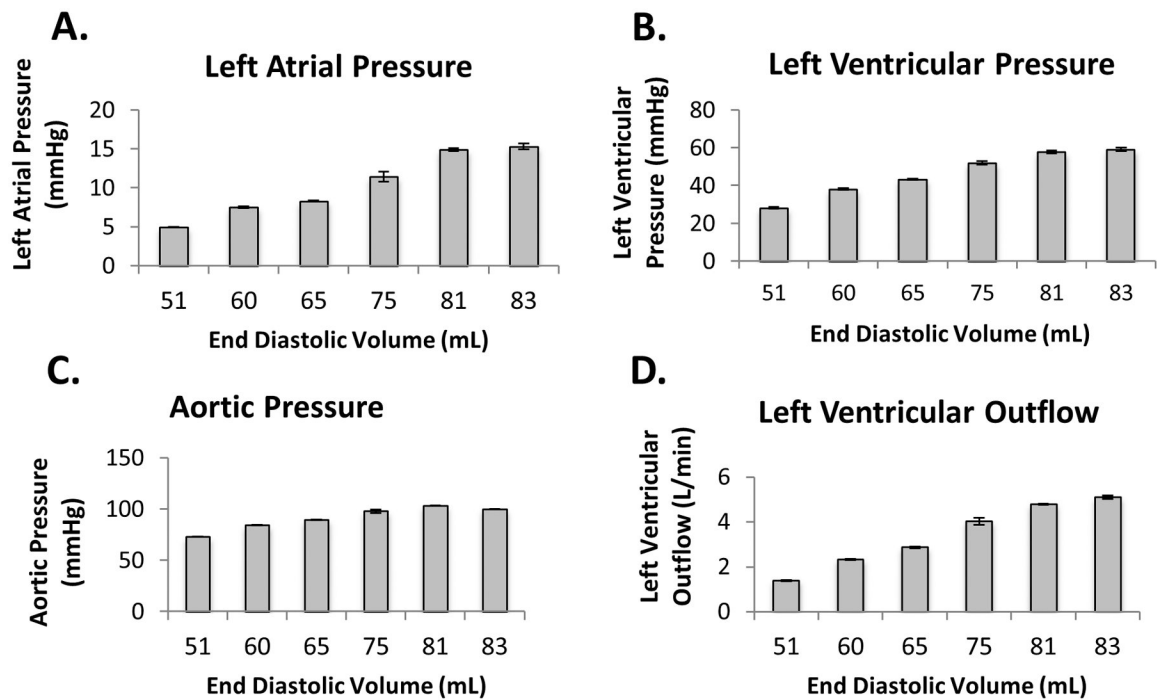 A.
Left Atrial Pressure
Left Atrial Pressure
(mmHg)
20
15
10
5
0
51 60 65 75 81 83
End Diastolic Volume (mL)
B.
Left Ventricular Pressure
Left Ventricular
Pressure (mmHg)
80
60
40
20
0
51 60 65 75 81 83
End Diastolic Volume (mL)
C.
Aortic Pressure
Aortic Pressure
(mmHg)
150
100
50
0
51 60 65 75 81 83
End Diastolic Volume (mL)
D.
Left Ventricular Outflow
Left Ventricular
Outflow (L/min)
6
4
2
0
51 60 65 75 81 83
End Diastolic Volume (mL)